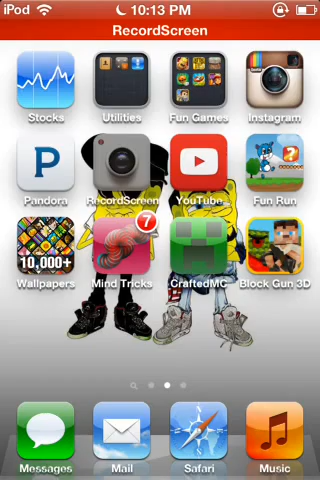 iPod 10:13 PM
RecordScreen
Stocks Utilities Fun Games Instagram
P
?
Pandora RecordScreen YouTube Fun Run
10,000+
7
Wallpapers Mind Tricks CraftedMC Block Gun 3D
Messages Mail Safari Music